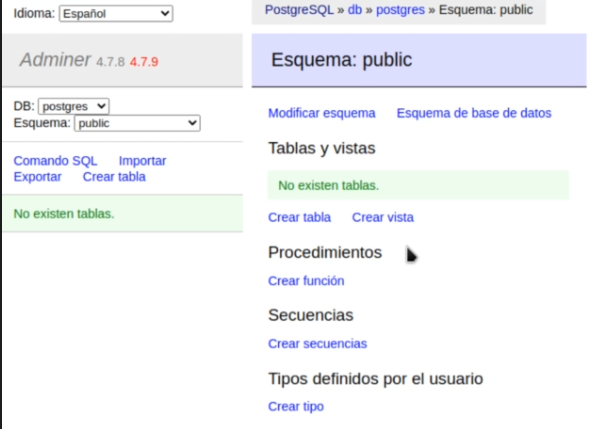 Idioma: Español
Adminer 4.7.8 4.7.9
DB: postgres
Esquema: public
Comando SQL Importar
Exportar Crear tabla
No existen tablas.
PostgreSQL » db » postgres » Esquema: public
Esquema: public
Modificar esquema Esquema de base de datos
Tablas y vistas
No existen tablas.
Crear tabla Crear vista
Procedimientos
Crear función
Secuencias
Crear secuencias
Tipos definidos por el usuario
Crear tipo